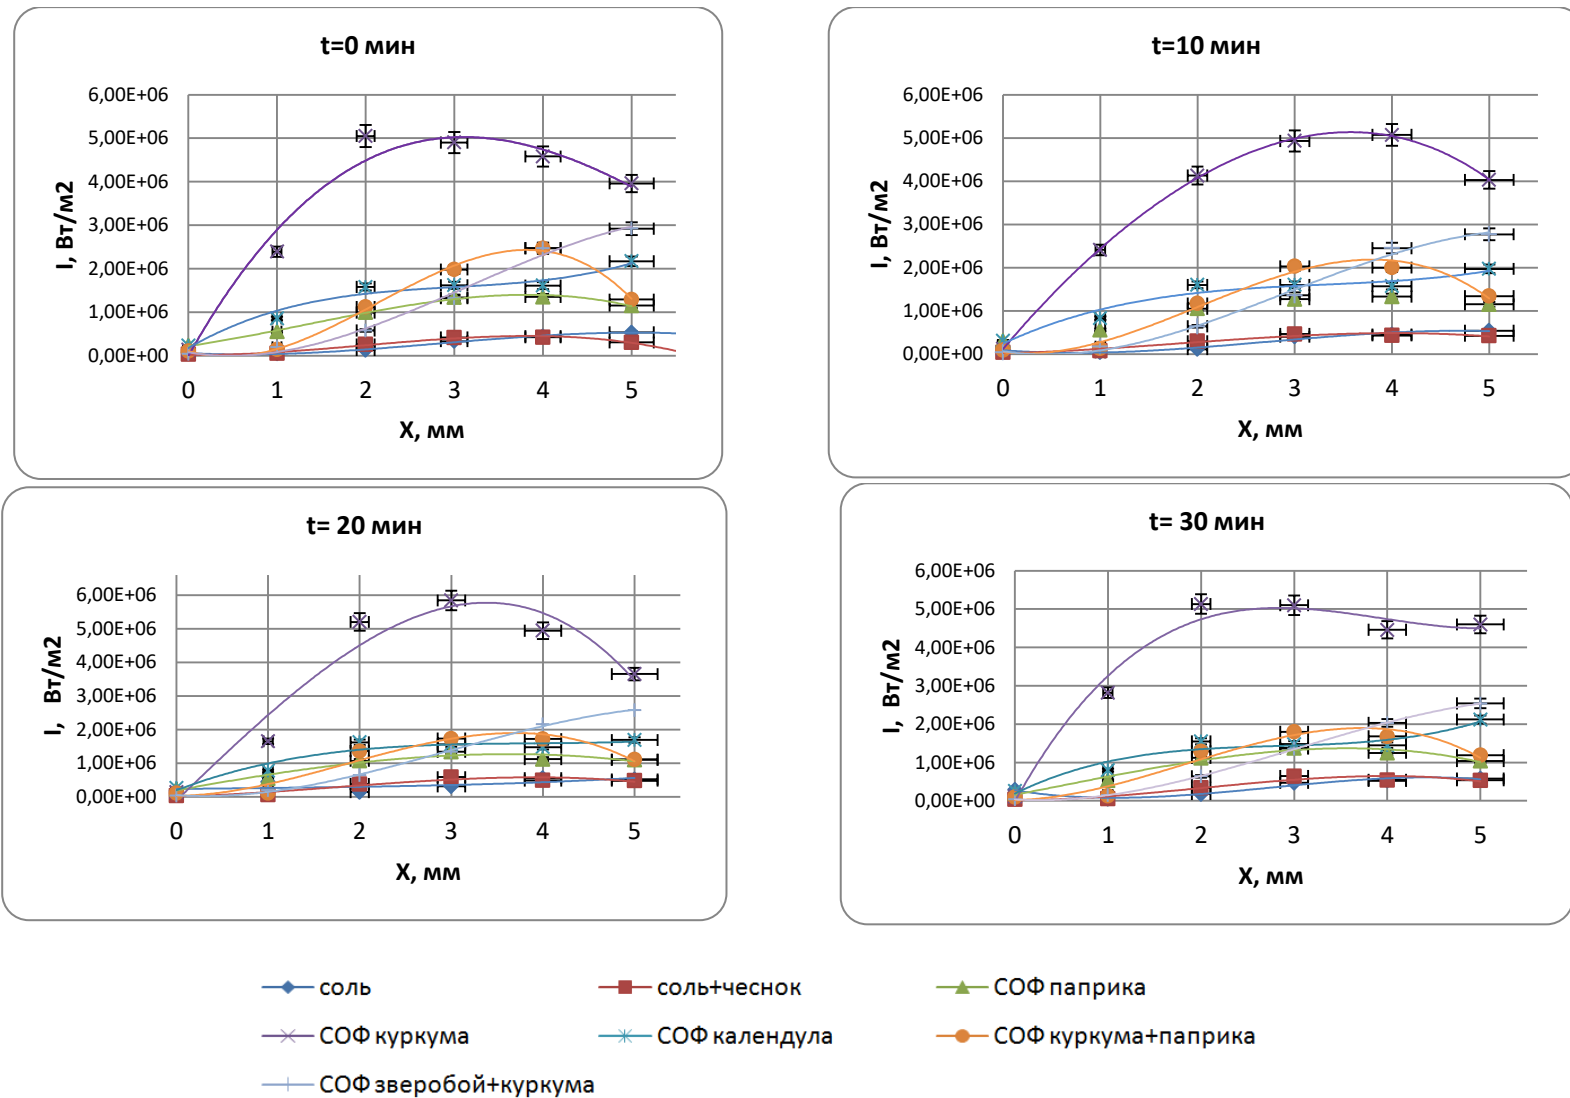 t=0 мин
6,00E+06
5,00E+06
4,00E+06
3,00E+06
2,00E+06
1,00E+06
0,00E+00
I, Вт/м2
0 1 2 3 4 5
X, мм
t=10 мин
6,00E+06
5,00E+06
4,00E+06
3,00E+06
2,00E+06
1,00E+06
0,00E+00
I, Вт/м2
0 1 2 3 4 5
X, мм
t= 20 мин
6,00E+06
5,00E+06
4,00E+06
3,00E+06
2,00E+06
1,00E+06
0,00E+00
I, Вт/м2
0 1 2 3 4 5
X, мм
t= 30 мин
6,00E+06
5,00E+06
4,00E+06
3,00E+06
2,00E+06
1,00E+06
0,00E+00
I, Вт/м2
0 1 2 3 4 5
X, мм
соль соль+чеснок СОФ паприка
СОФ куркума СОФ календула СОФ куркума+паприка
СОФ зверобой+куркума